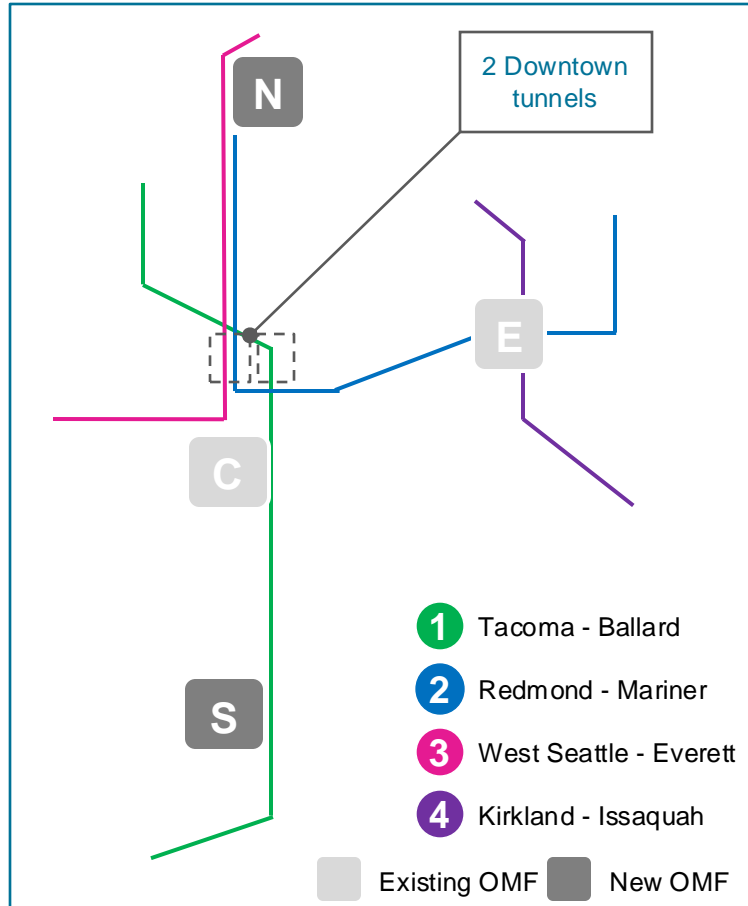 2 Downtown
tunnels
N
E
C
S
1 Tacoma - Ballard
2 Redmond - Mariner
3 West Seattle - Everett
4 Kirkland - Issaquah
Existing OMF New OMF